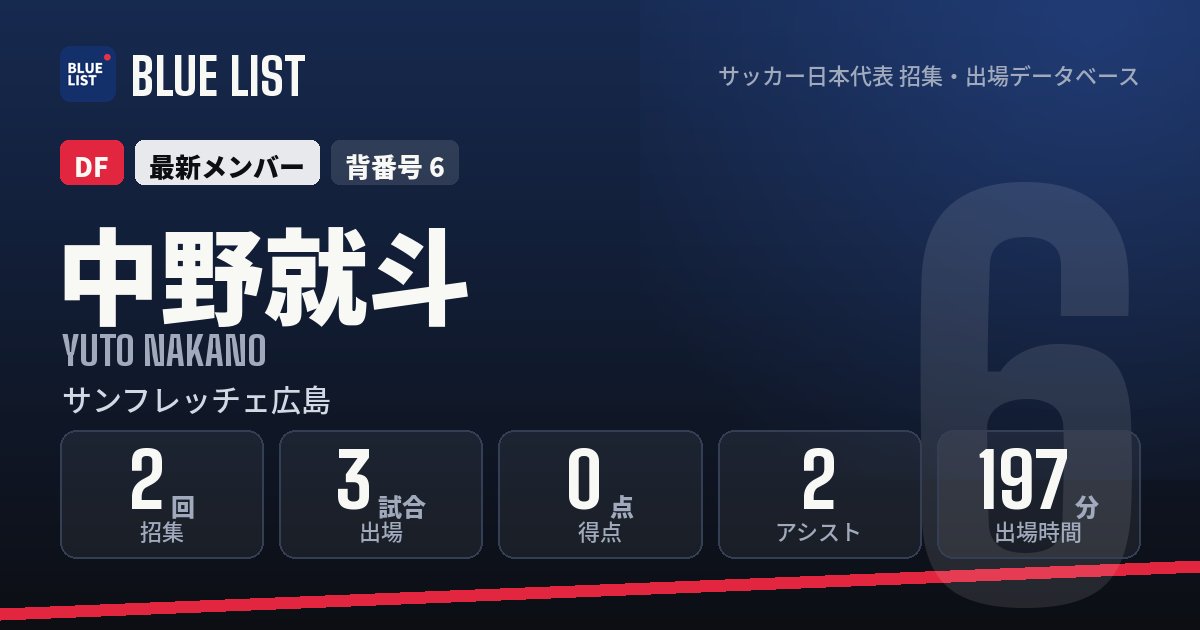 BLUE
LIST
BLUE LIST
サッカー日本代表 招集・出場データベース
DF
最新メンバー
背番号 6
中野就斗
YUTO NAKANO
サンフレッチェ広島
6
2 回
招集
3 試合
出場
0 点
得点
2
アシスト
197 分
出場時間